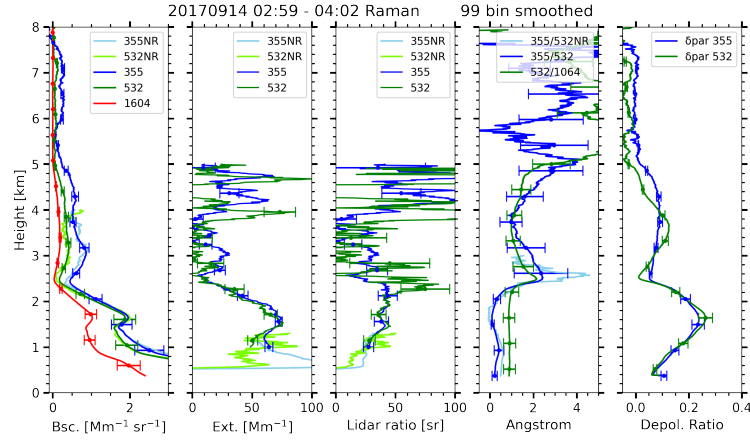 20170914 02:59 - 04:02 Raman 99 bin smoothed
Height [km]
8
7
6
5
4
3
2
1
0
355NR
532NR
355
532
1604
0 2
Bsc. [Mm⁻¹ sr⁻¹]
355NR
532NR
355
532
0 50 100
Ext. [Mm⁻¹]
355NR
532NR
355
532
0 50 100
Lidar ratio [sr]
355/532NR
355/532
532/1064
0 2 4
Angstrom
δpar 355
δpar 532
0.0 0.2 0.4
Depol. Ratio